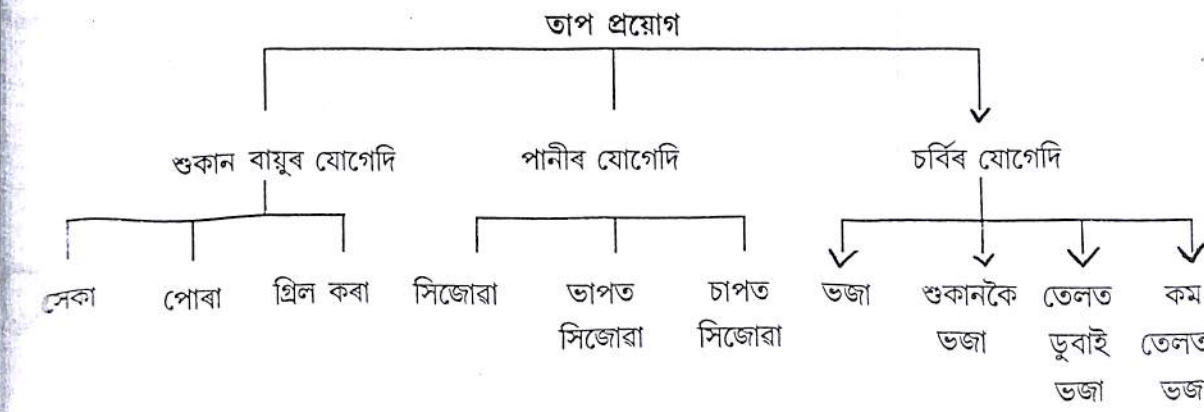 তাপ প্ৰয়োগ
শুকান বায়ুৰ যোগেদি
পানীৰ যোগেদি
চৰ্বিৰ যোগেদি
সেকা
পোৰা
গ্ৰিল কৰা
সিজোৱা
ভাপত
সিজোৱা
চাপত
সিজোৱা
ভজা
শুকানকৈ
ভজা
তেলত
ডুবাই
ভজা
কম
তেলত
ভজা